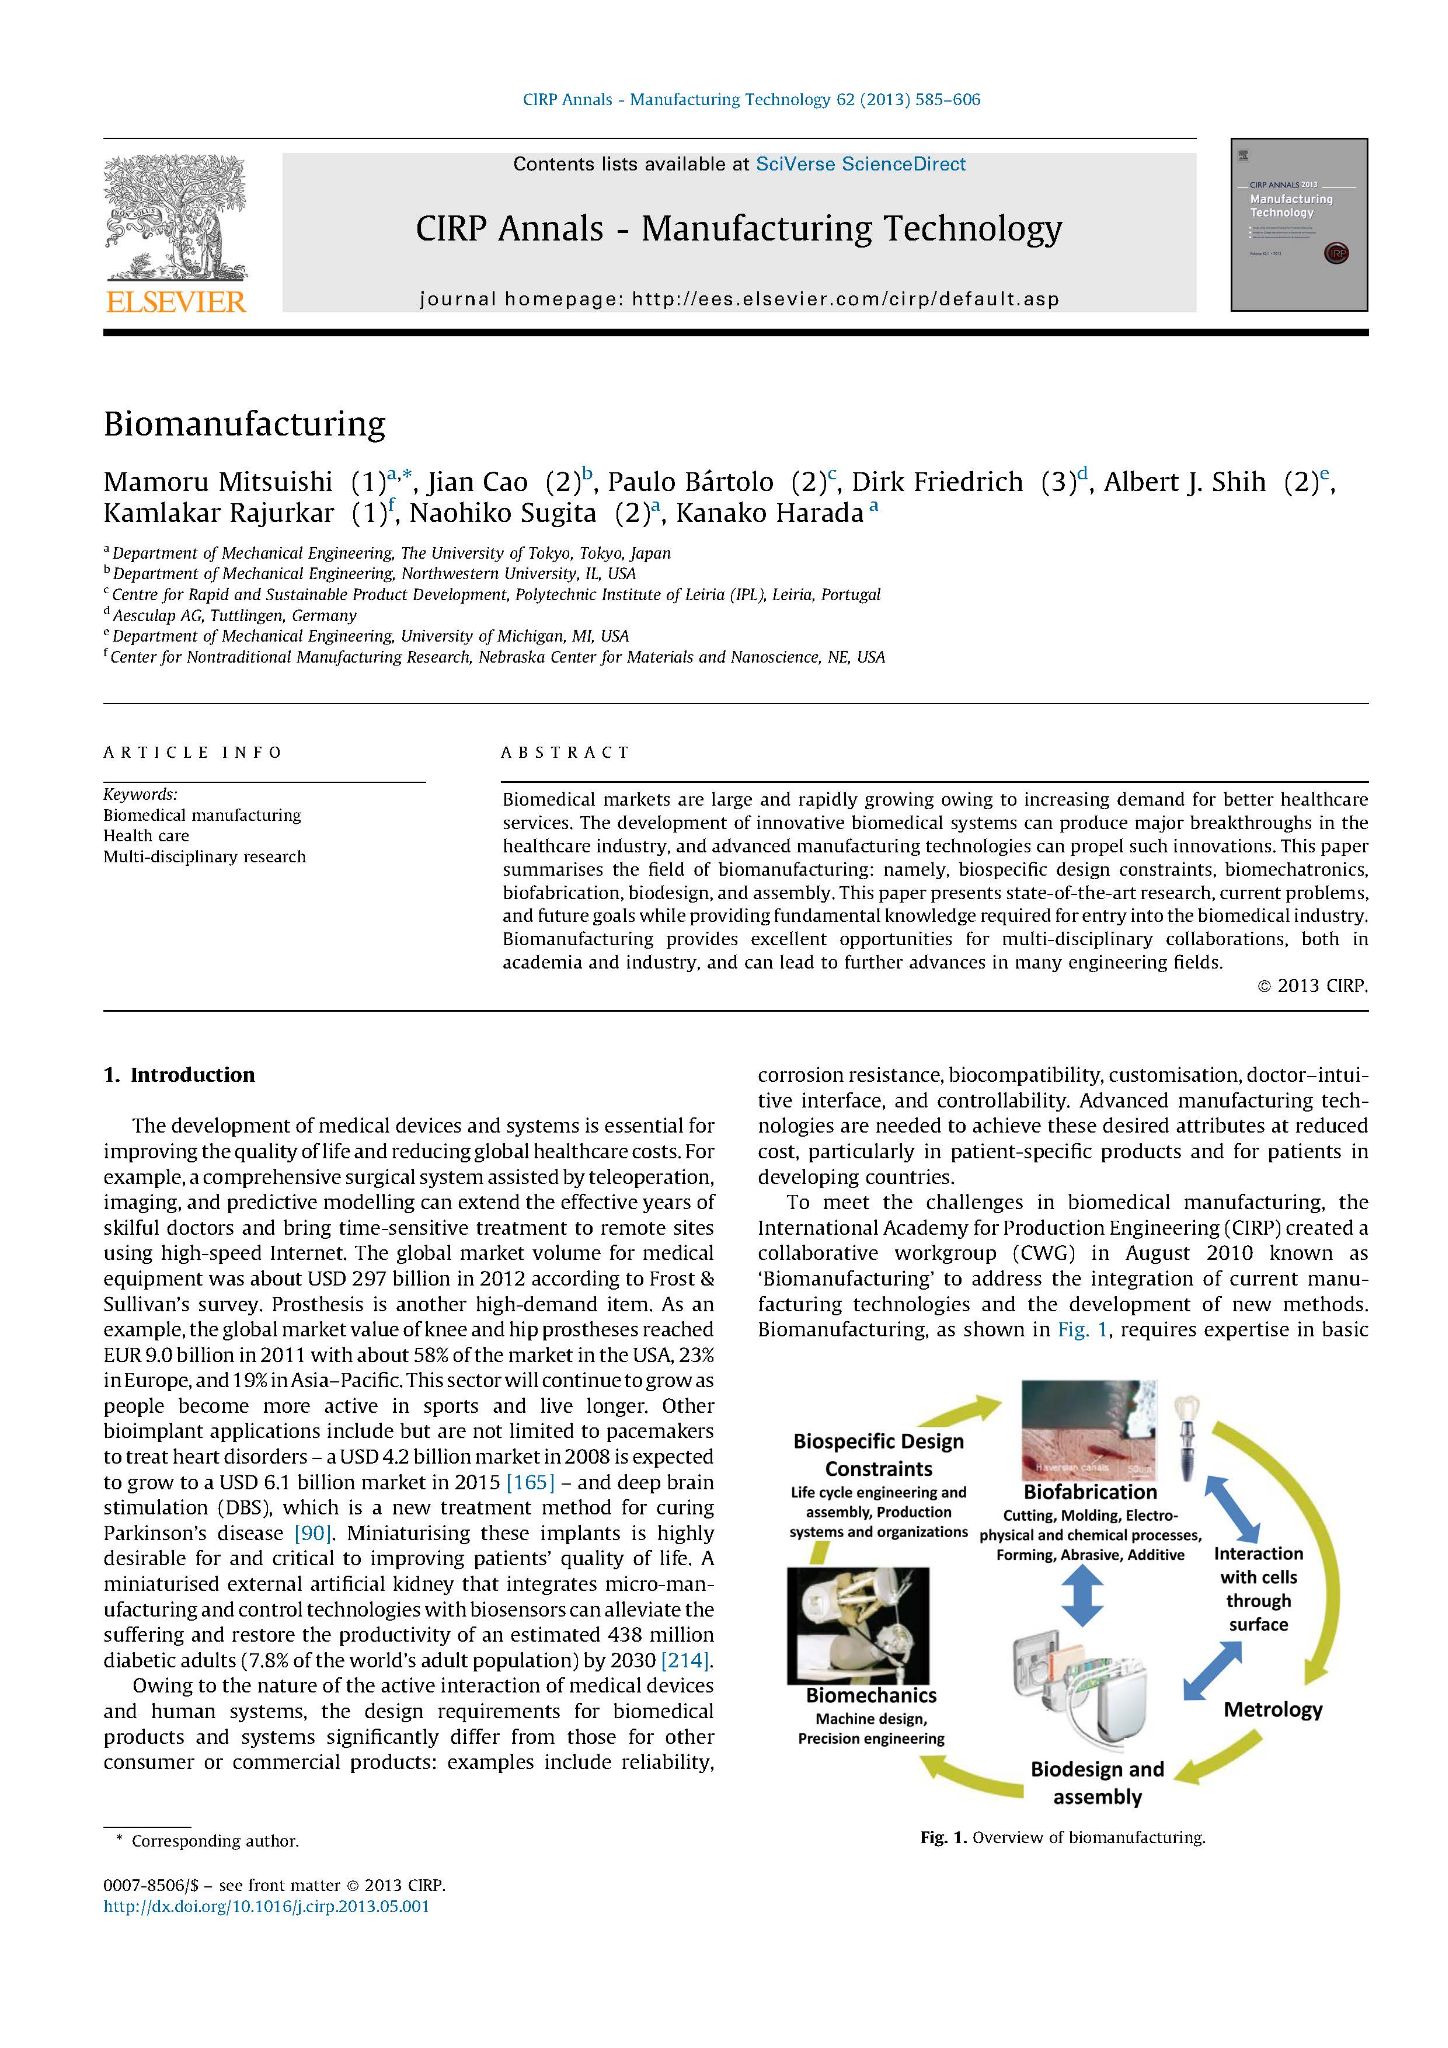 CIRP Annals - Manufacturing Technology 62 (2013) 585–606
Contents lists available at SciVerse ScienceDirect
CIRP Annals - Manufacturing Technology
journal homepage: http://ees.elsevier.com/cirp/default.asp
ELSEVIER
CIRP ANNALS 2013
Manufacturing
Technology
CIRP
Biomanufacturing
Mamoru Mitsuishi (1)a,*, Jian Cao (2)b, Paulo Bártolo (2)c, Dirk Friedrich (3)d, Albert J. Shih (2)e,
Kamlakar Rajurkar (1)f, Naohiko Sugita (2)a, Kanako Harada a
a Department of Mechanical Engineering, The University of Tokyo, Tokyo, Japan
b Department of Mechanical Engineering, Northwestern University, IL, USA
c Centre for Rapid and Sustainable Product Development, Polytechnic Institute of Leiria (IPL), Leiria, Portugal
d Aesculap AG, Tuttlingen, Germany
e Department of Mechanical Engineering, University of Michigan, MI, USA
f Center for Nontraditional Manufacturing Research, Nebraska Center for Materials and Nanoscience, NE, USA
ARTICLE INFO
Keywords:
Biomedical manufacturing
Health care
Multi-disciplinary research
ABSTRACT
Biomedical markets are large and rapidly growing owing to increasing demand for better healthcare
services. The development of innovative biomedical systems can produce major breakthroughs in the
healthcare industry, and advanced manufacturing technologies can propel such innovations. This paper
summarises the field of biomanufacturing: namely, biospecific design constraints, biomechatronics,
biofabrication, biodesign, and assembly. This paper presents state-of-the-art research, current problems,
and future goals while providing fundamental knowledge required for entry into the biomedical industry.
Biomanufacturing provides excellent opportunities for multi-disciplinary collaborations, both in
academia and industry, and can lead to further advances in many engineering fields.
© 2013 CIRP.
1. Introduction
The development of medical devices and systems is essential for
improving the quality of life and reducing global healthcare costs. For
example, a comprehensive surgical system assisted by teleoperation,
imaging, and predictive modelling can extend the effective years of
skilful doctors and bring time-sensitive treatment to remote sites
using high-speed Internet. The global market volume for medical
equipment was about USD 297 billion in 2012 according to Frost &
Sullivan's survey. Prosthesis is another high-demand item. As an
example, the global market value of knee and hip prostheses reached
EUR 9.0 billion in 2011 with about 58% of the market in the USA, 23%
in Europe, and 19% in Asia–Pacific. This sector will continue to grow as
people become more active in sports and live longer. Other
bioimplant applications include but are not limited to pacemakers
to treat heart disorders – a USD 4.2 billion market in 2008 is expected
to grow to a USD 6.1 billion market in 2015 [165] – and deep brain
stimulation (DBS), which is a new treatment method for curing
Parkinson's disease [90]. Miniaturising these implants is highly
desirable for and critical to improving patients' quality of life. A
miniaturised external artificial kidney that integrates micro-man-
ufacturing and control technologies with biosensors can alleviate the
suffering and restore the productivity of an estimated 438 million
diabetic adults (7.8% of the world's adult population) by 2030 [214].
Owing to the nature of the active interaction of medical devices
and human systems, the design requirements for biomedical
products and systems significantly differ from those for other
consumer or commercial products: examples include reliability,
corrosion resistance, biocompatibility, customisation, doctor–intui-
tive interface, and controllability. Advanced manufacturing tech-
nologies are needed to achieve these desired attributes at reduced
cost, particularly in patient-specific products and for patients in
developing countries.
To meet the challenges in biomedical manufacturing, the
International Academy for Production Engineering (CIRP) created a
collaborative workgroup (CWG) in August 2010 known as
'Biomanufacturing' to address the integration of current manu-
facturing technologies and the development of new methods.
Biomanufacturing, as shown in Fig. 1, requires expertise in basic
Biospecific Design
Constraints
Life cycle engineering and
assembly, Production
systems and organizations
Haversian canals 50um
Biofabrication
Cutting, Molding, Electro-
physical and chemical processes,
Forming, Abrasive, Additive
Interaction
with cells
through
surface
Biomechanics
Machine design,
Precision engineering
Metrology
Biodesign and
assembly
Fig. 1. Overview of biomanufacturing.
* Corresponding author.
0007-8506/$ – see front matter © 2013 CIRP.
http://dx.doi.org/10.1016/j.cirp.2013.05.001